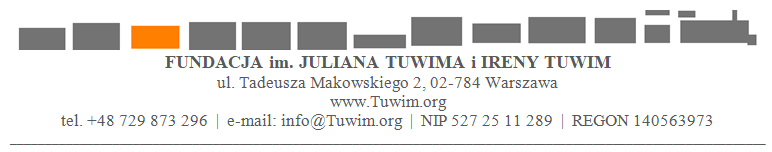 FUNDACJA im. JULIANA TUWIMA i IRENY TUWIM
ul. Tadeusza Makowskiego 2, 02-784 Warszawa
www.Tuwim.org
tel. +48 729 873 296 | e-mail: info@Tuwim.org | NIP 527 25 11 289 | REGON 140563973